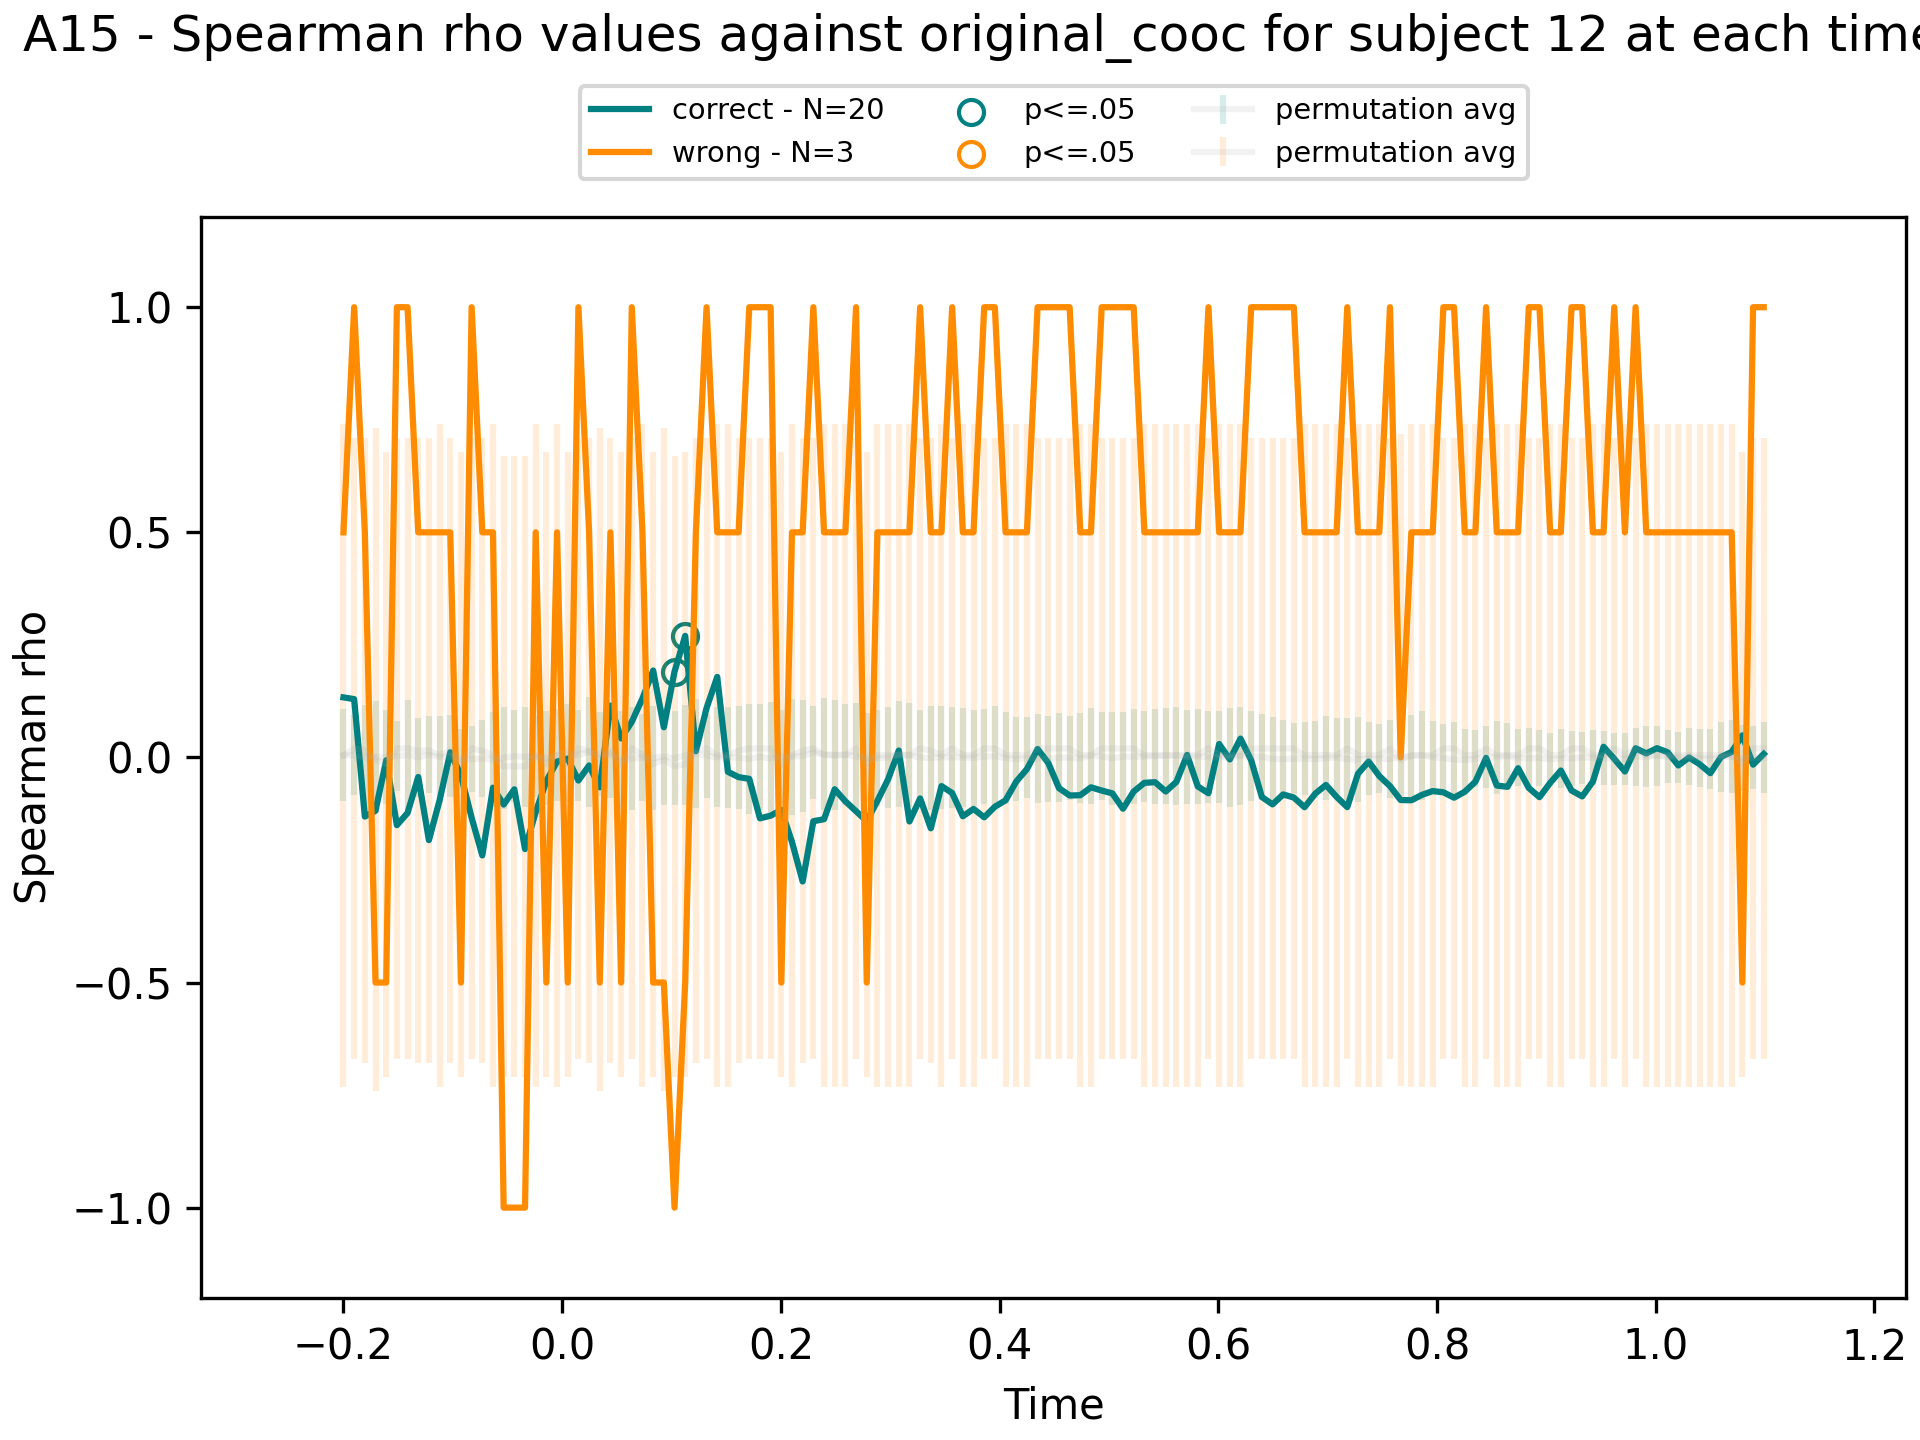 A15 - Spearman rho values against original_cooc for subject 12 at each time
correct - N=20 p<=.05 permutation avg
wrong - N=3 p<=.05 permutation avg
1.0
0.5
0.0
−0.5
−1.0
Spearman rho
−0.2 0.0 0.2 0.4 0.6 0.8 1.0 1.2
Time